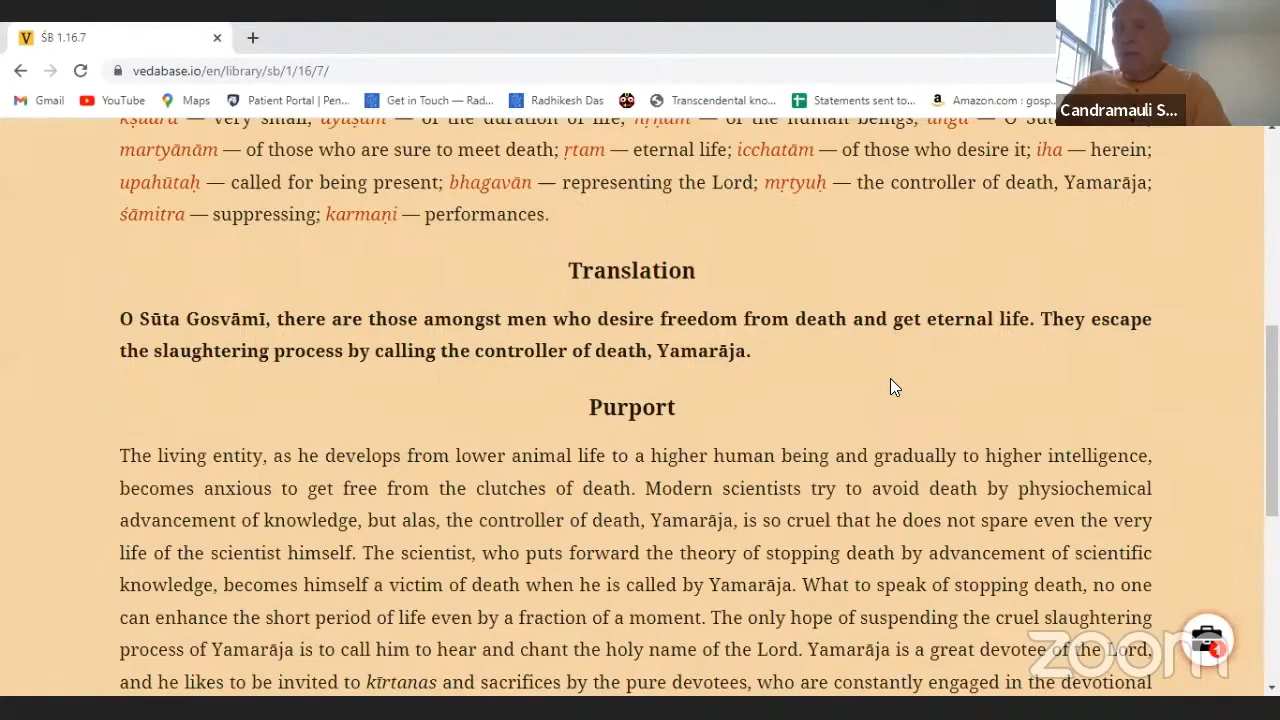 ŚB 1.16.7
vedabase.io/en/library/sb/1/16/7/
Gmail YouTube Maps Patient Portal | Pen... Get in Touch — Rad... Radhikesh Das Transcendental kno... Statements sent to... Amazon.com : gosp...
Candramauli S...
kṣudra — very small; āyuṣām — of the duration of life; nṝṇām — of the human beings; aṅga — O Sūta
martyānām — of those who are sure to meet death; ṛtam — eternal life; icchatām — of those who desire it; iha — herein;
upahūtaḥ — called for being present; bhagavān — representing the Lord; mṛtyuḥ — the controller of death, Yamarāja;
śāmitra — suppressing; karmaṇi — performances.
Translation
O Sūta Gosvāmī, there are those amongst men who desire freedom from death and get eternal life. They escape
the slaughtering process by calling the controller of death, Yamarāja.
Purport
The living entity, as he develops from lower animal life to a higher human being and gradually to higher intelligence,
becomes anxious to get free from the clutches of death. Modern scientists try to avoid death by physiochemical
advancement of knowledge, but alas, the controller of death, Yamarāja, is so cruel that he does not spare even the very
life of the scientist himself. The scientist, who puts forward the theory of stopping death by advancement of scientific
knowledge, becomes himself a victim of death when he is called by Yamarāja. What to speak of stopping death, no one
can enhance the short period of life even by a fraction of a moment. The only hope of suspending the cruel slaughtering
process of Yamarāja is to call him to hear and chant the holy name of the Lord. Yamarāja is a great devotee of the Lord,
and he likes to be invited to kīrtanas and sacrifices by the pure devotees, who are constantly engaged in the devotional
zoom